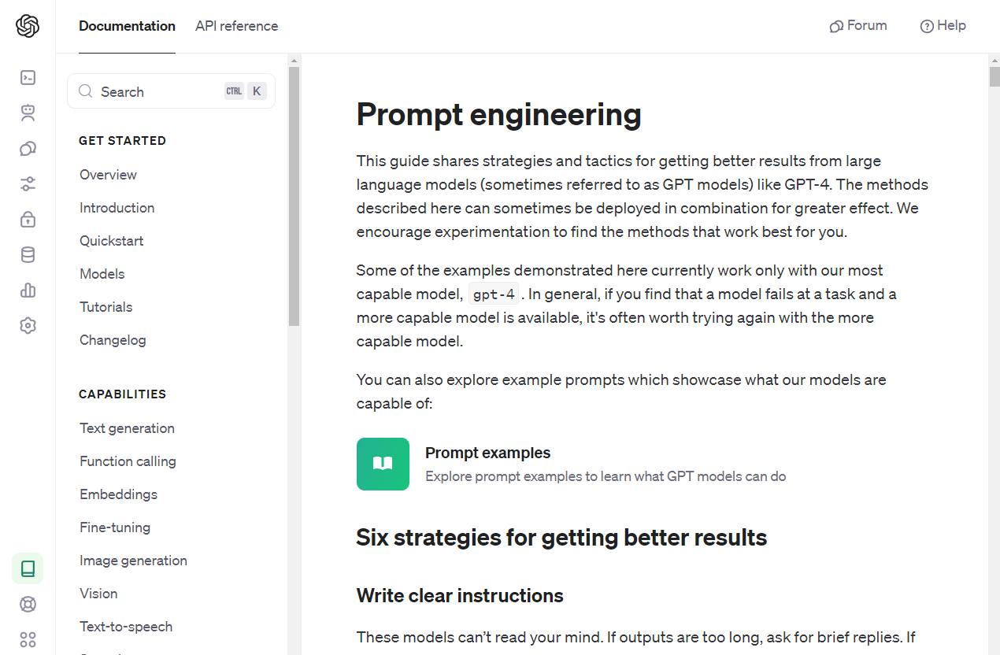 Documentation
API reference
Forum
Help
Search
CTRL K
GET STARTED
Overview
Introduction
Quickstart
Models
Tutorials
Changelog
CAPABILITIES
Text generation
Function calling
Embeddings
Fine-tuning
Image generation
Vision
Text-to-speech
Prompt engineering
This guide shares strategies and tactics for getting better results from large
language models (sometimes referred to as GPT models) like GPT-4. The methods
described here can sometimes be deployed in combination for greater effect. We
encourage experimentation to find the methods that work best for you.
Some of the examples demonstrated here currently work only with our most
capable model, gpt-4. In general, if you find that a model fails at a task and a
more capable model is available, it's often worth trying again with the more
capable model.
You can also explore example prompts which showcase what our models are
capable of:
Prompt examples
Explore prompt examples to learn what GPT models can do
Six strategies for getting better results
Write clear instructions
These models can’t read your mind. If outputs are too long, ask for brief replies. If